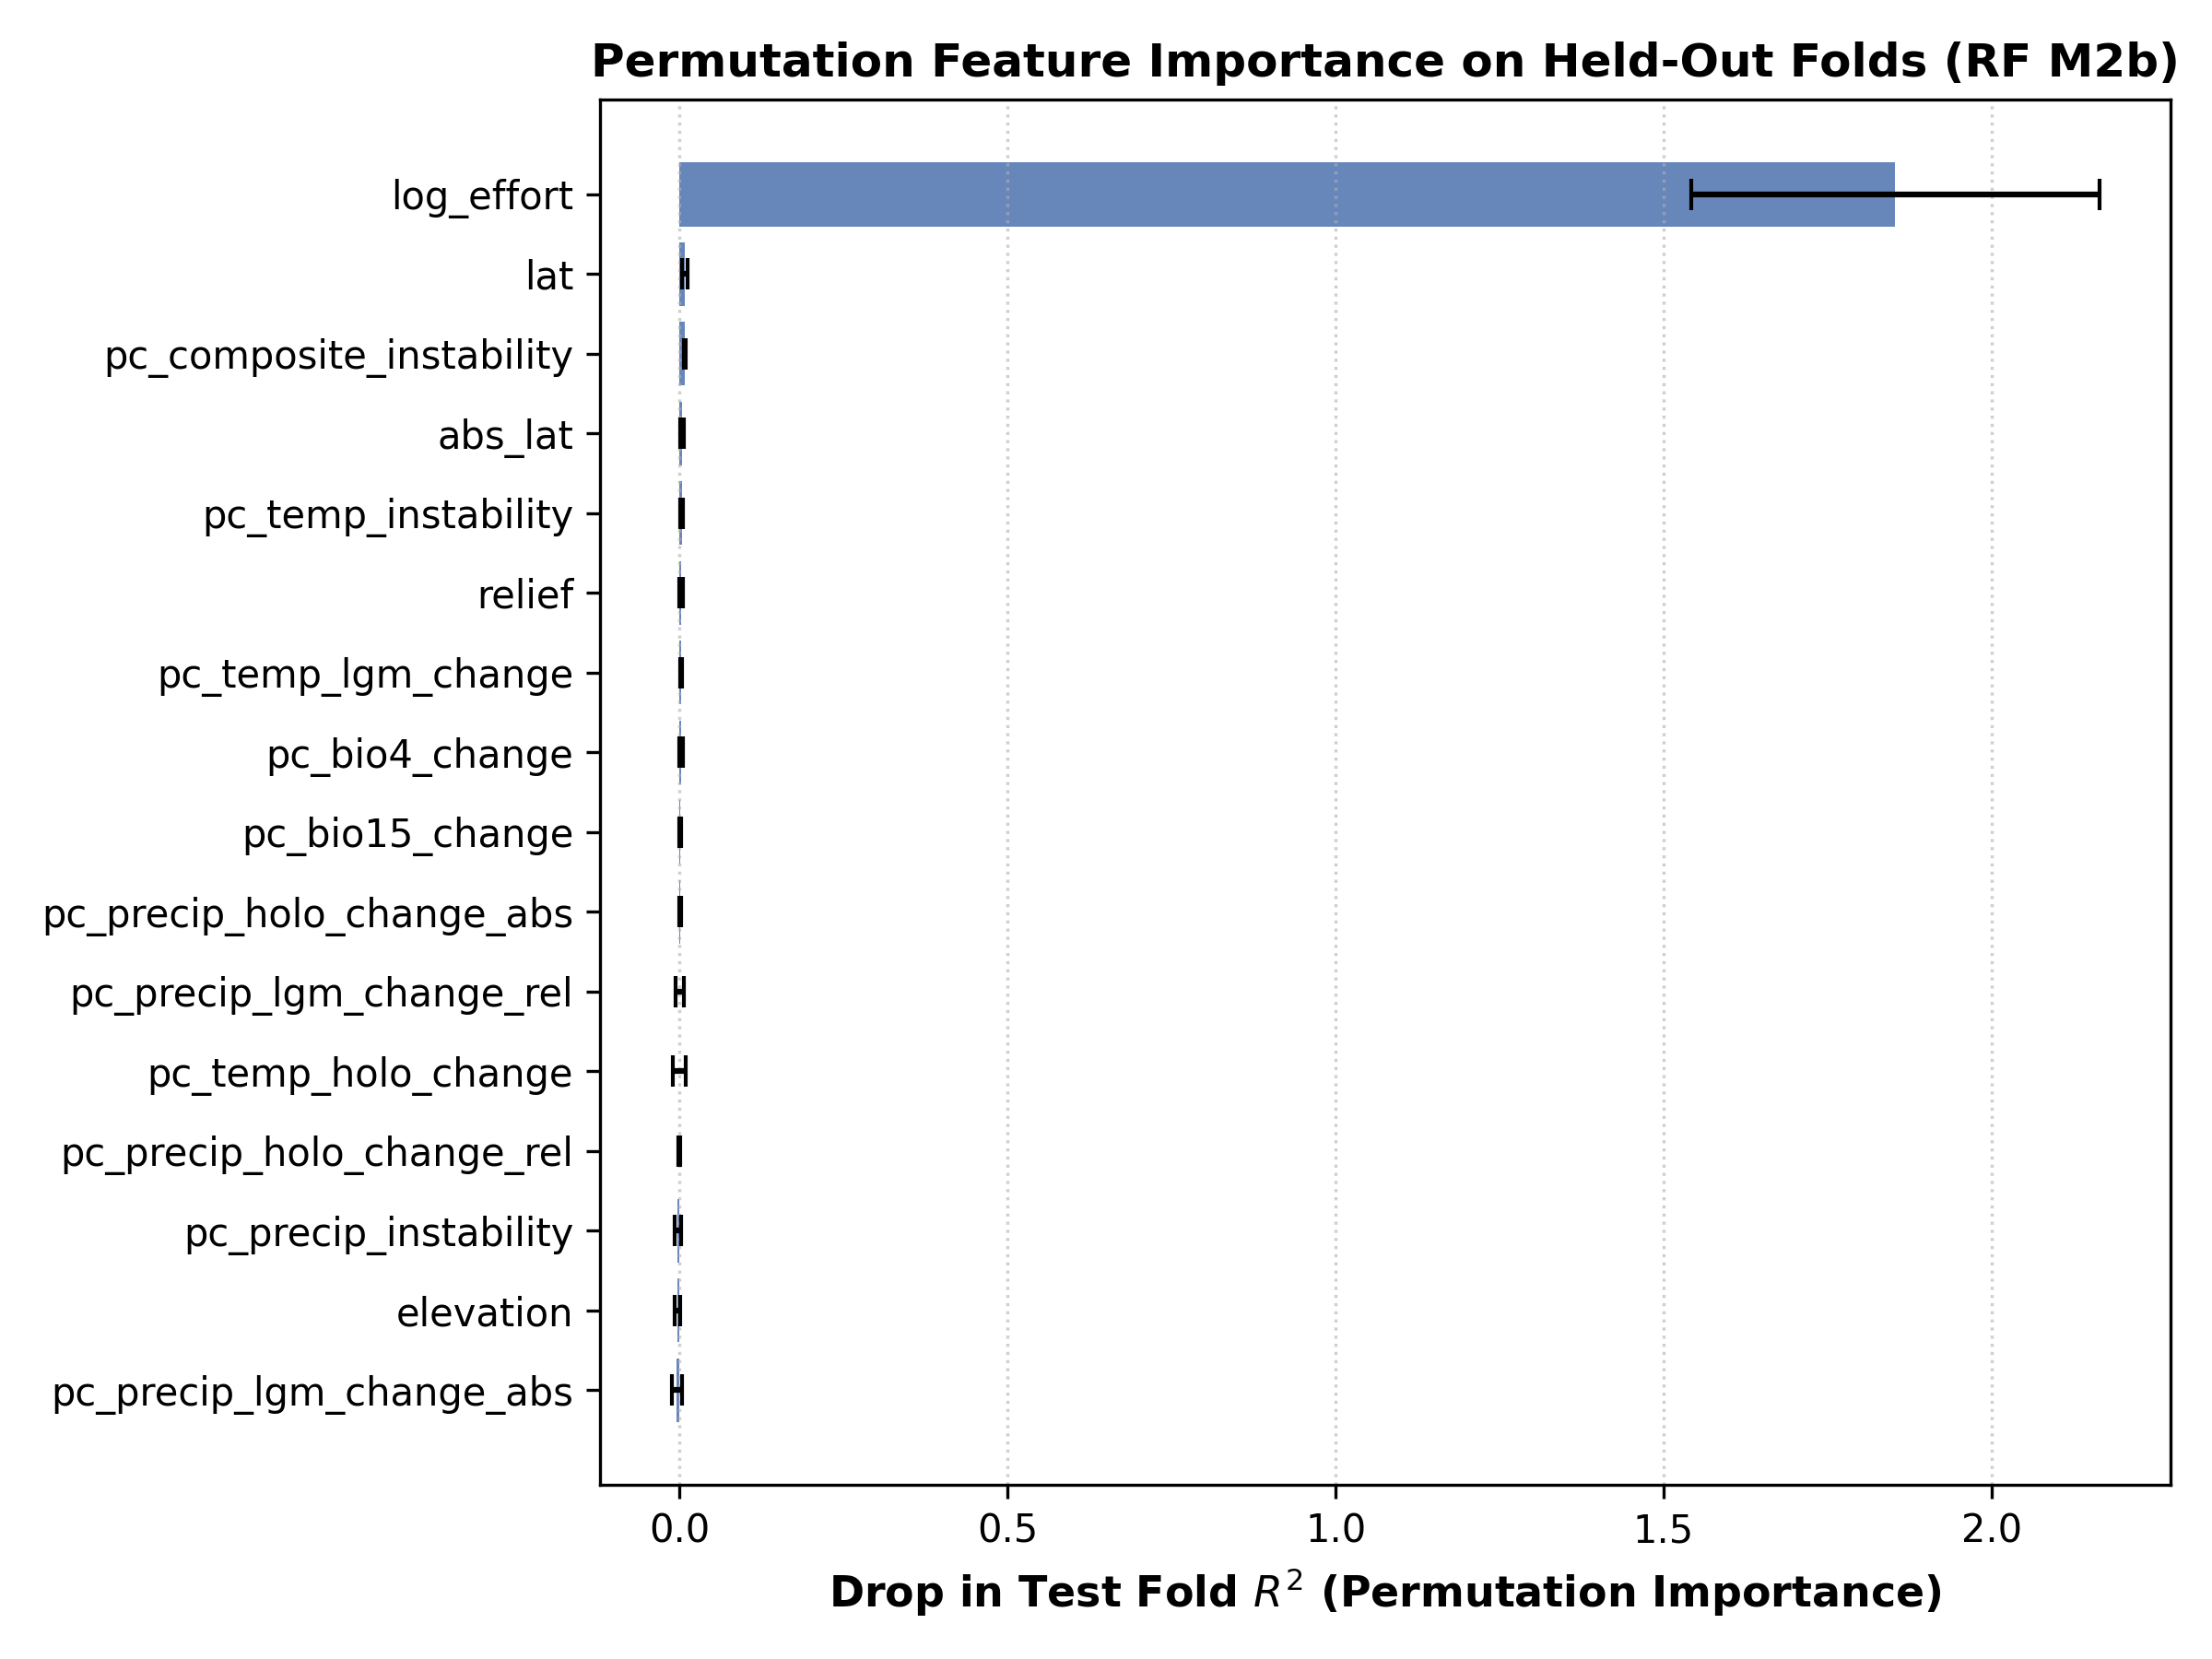 Permutation Feature Importance on Held-Out Folds (RF M2b)
log_effort
lat
pc_composite_instability
abs_lat
pc_temp_instability
relief
pc_temp_lgm_change
pc_bio4_change
pc_bio15_change
pc_precip_holo_change_abs
pc_precip_lgm_change_rel
pc_temp_holo_change
pc_precip_holo_change_rel
pc_precip_instability
elevation
pc_precip_lgm_change_abs
0.0 0.5 1.0 1.5 2.0
Drop in Test Fold R² (Permutation Importance)